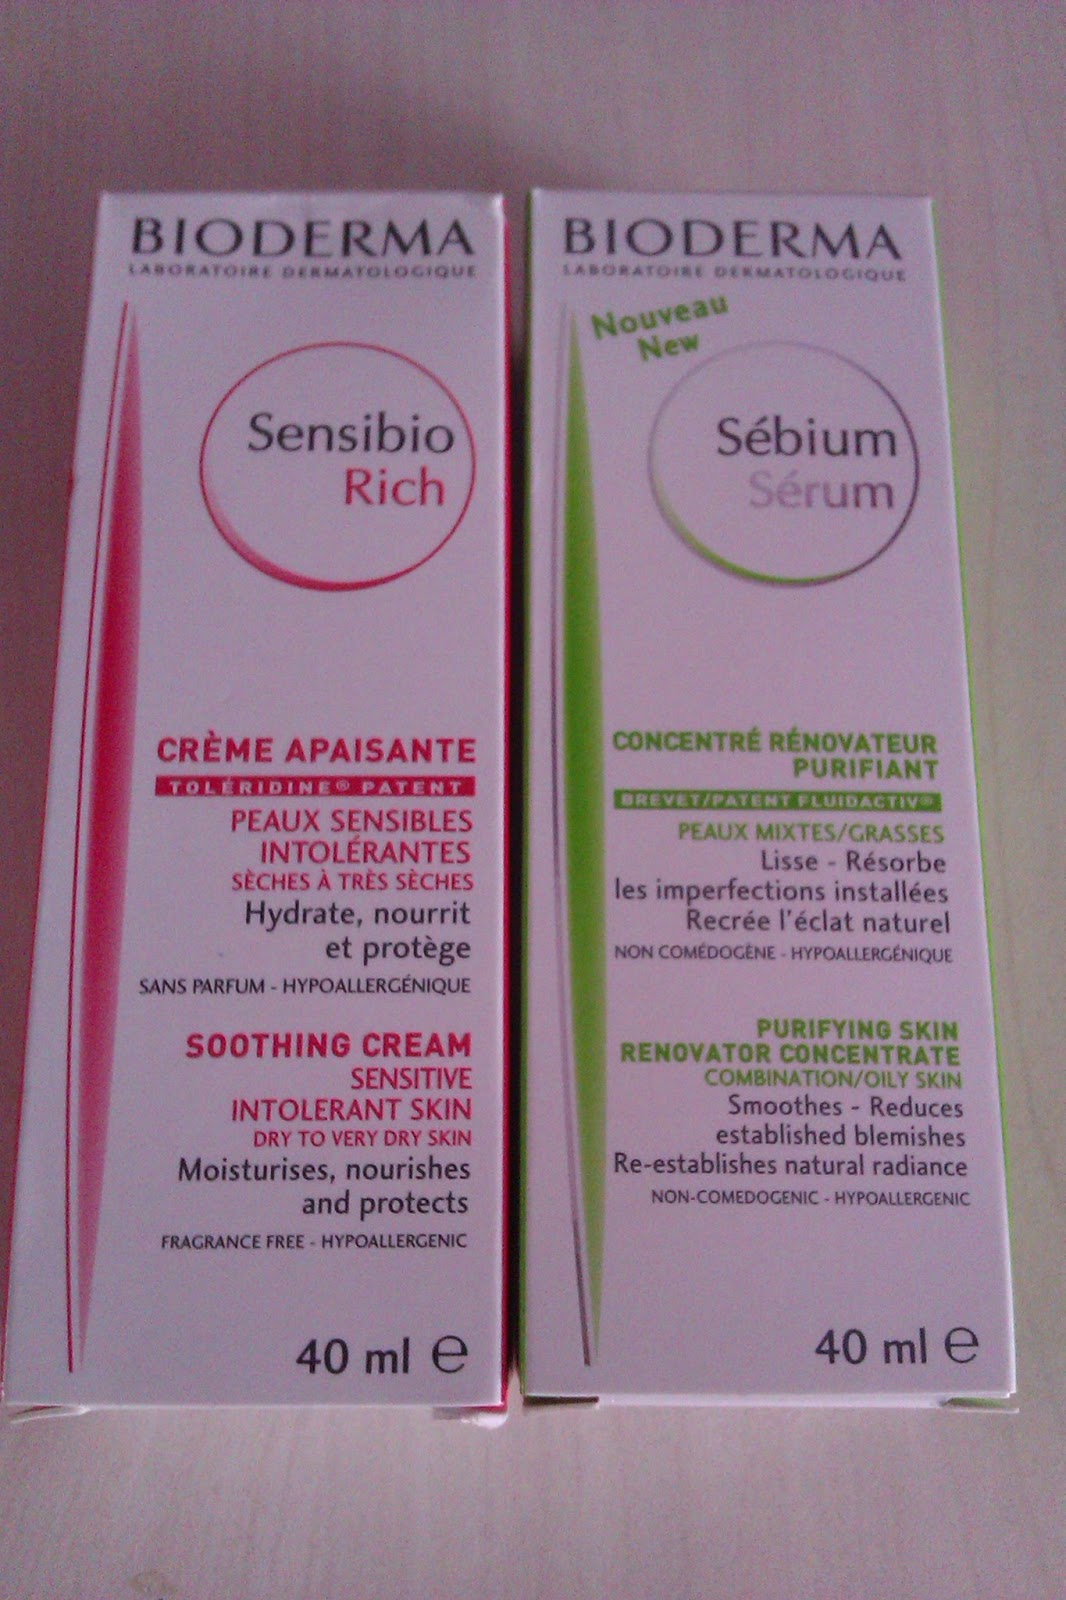 BIODERMA
LABORATOIRE DERMATOLOGIQUE
Sensibio
Rich
CRÈME APAISANTE
TOLÉRIDINE® PATENT
PEAUX SENSIBLES
INTOLÉRANTES
SÈCHES À TRÈS SÈCHES
Hydrate, nourrit
et protège
SANS PARFUM - HYPOALLERGÉNIQUE
SOOTHING CREAM
SENSITIVE
INTOLERANT SKIN
DRY TO VERY DRY SKIN
Moisturises, nourishes
and protects
FRAGRANCE FREE - HYPOALLERGENIC
40 ml e
BIODERMA
LABORATOIRE DERMATOLOGIQUE
Nouveau
New
Sébium
Sérum
CONCENTRÉ RÉNOVATEUR
PURIFIANT
BREVET/PATENT FLUIDACTIV®
PEAUX MIXTES/GRASSES
Lisse - Résorbe
les imperfections installées
Recrée l'éclat naturel
NON COMÉDOGÈNE - HYPOALLERGÉNIQUE
PURIFYING SKIN
RENOVATOR CONCENTRATE
COMBINATION/OILY SKIN
Smoothes - Reduces
established blemishes
Re-establishes natural radiance
NON-COMEDOGENIC - HYPOALLERGENIC
40 ml e